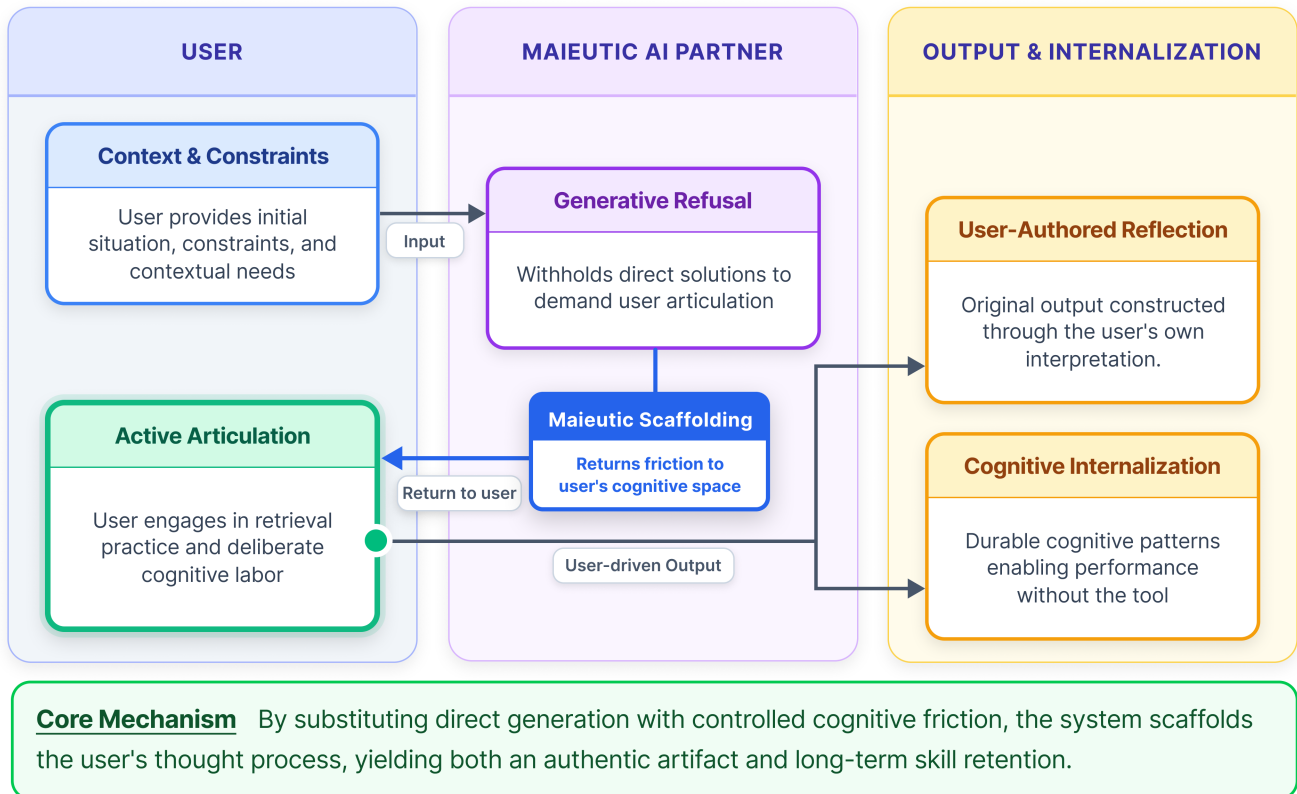 USER
Context & Constraints
User provides initial
situation, constraints, and
contextual needs
Input
Active Articulation
User engages in retrieval
practice and deliberate
cognitive labor
MAIEUTIC AI PARTNER
Generative Refusal
Withholds direct solutions to
demand user articulation
Maieutic Scaffolding
Returns friction to
user's cognitive space
Return to user
User-driven Output
OUTPUT & INTERNALIZATION
User-Authored Reflection
Original output constructed
through the user's own
interpretation.
Cognitive Internalization
Durable cognitive patterns
enabling performance
without the tool
Core Mechanism By substituting direct generation with controlled cognitive friction, the system scaffolds
the user's thought process, yielding both an authentic artifact and long-term skill retention.